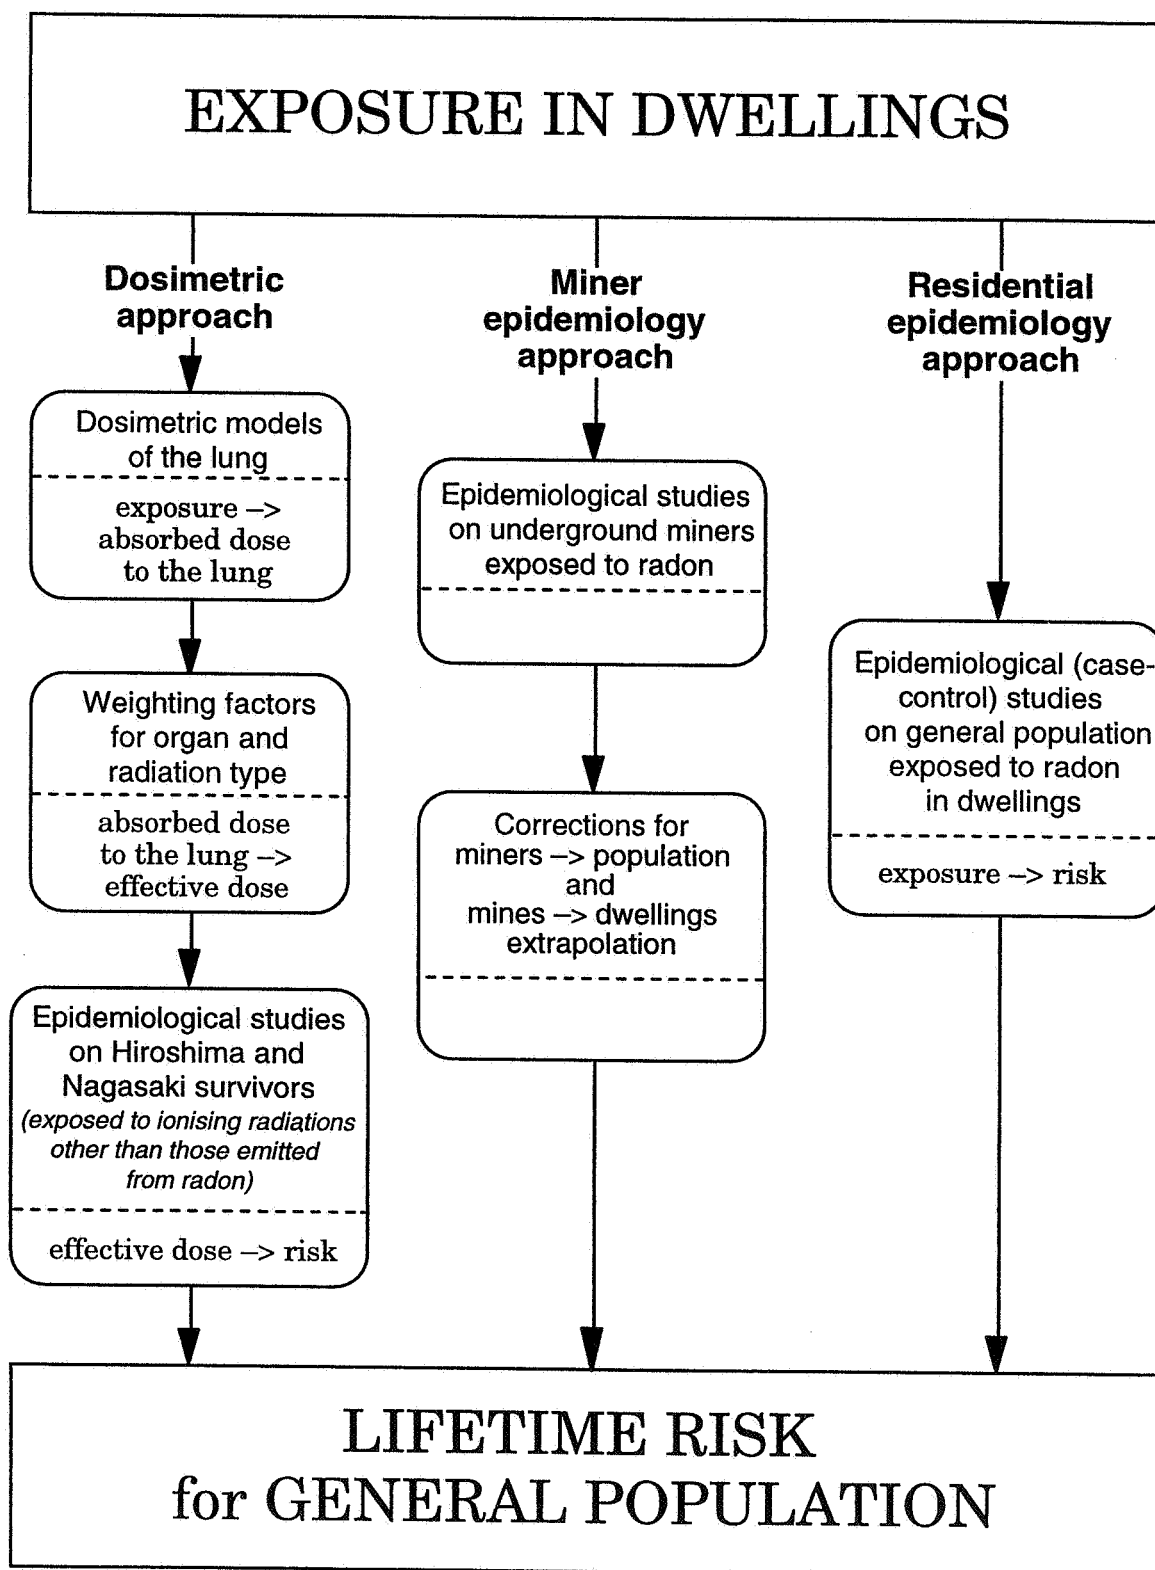 EXPOSURE IN DWELLINGS
Dosimetric
approach
Dosimetric models
of the lung
exposure –>
absorbed dose
to the lung
Weighting factors
for organ and
radiation type
absorbed dose
to the lung –>
effective dose
Epidemiological studies
on Hiroshima and
Nagasaki survivors
(exposed to ionising radiations
other than those emitted
from radon)
effective dose –> risk
Miner
epidemiology
approach
Epidemiological studies
on underground miners
exposed to radon
Corrections for
miners –> population
and
mines –> dwellings
extrapolation
Residential
epidemiology
approach
Epidemiological (case-
control) studies
on general population
exposed to radon
in dwellings
exposure –> risk
LIFETIME RISK
for GENERAL POPULATION